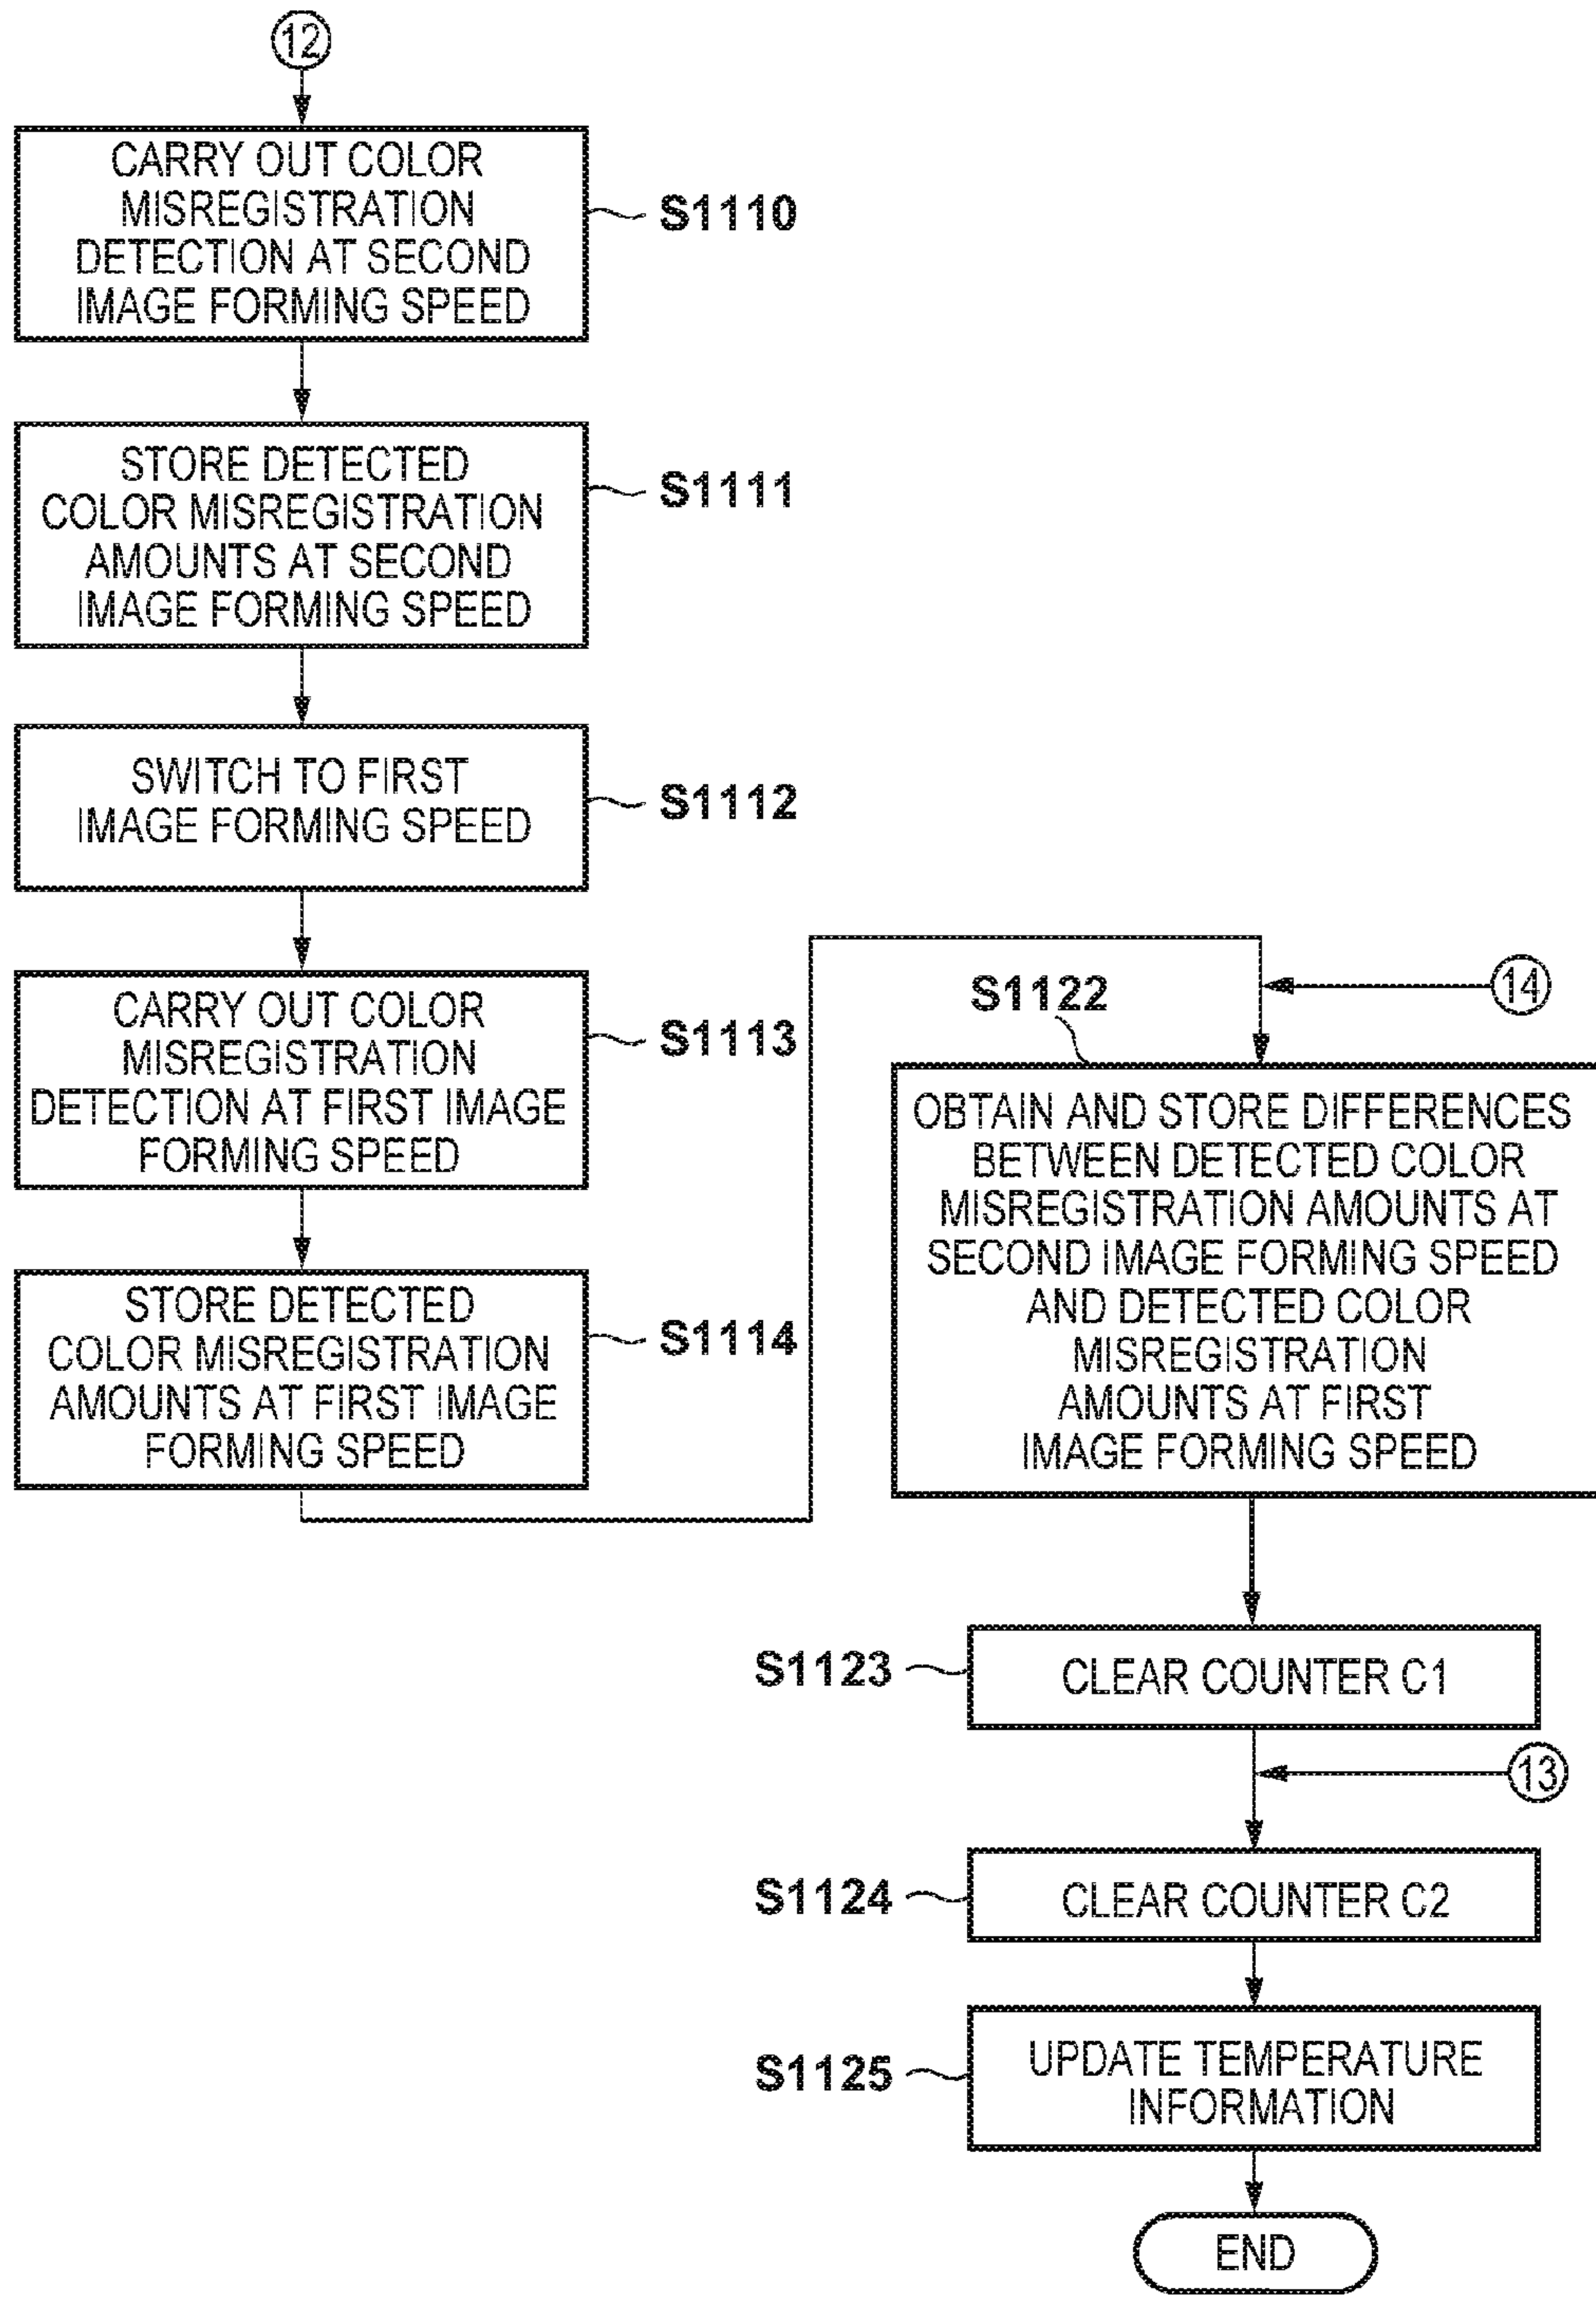 12
CARRY OUT COLOR
MISREGISTRATION
DETECTION AT SECOND
IMAGE FORMING SPEED
S1110
STORE DETECTED
COLOR MISREGISTRATION
AMOUNTS AT SECOND
IMAGE FORMING SPEED
S1111
SWITCH TO FIRST
IMAGE FORMING SPEED
S1112
CARRY OUT COLOR
MISREGISTRATION
DETECTION AT FIRST IMAGE
FORMING SPEED
S1113
STORE DETECTED
COLOR MISREGISTRATION
AMOUNTS AT FIRST IMAGE
FORMING SPEED
S1114
14
S1122
OBTAIN AND STORE DIFFERENCES
BETWEEN DETECTED COLOR
MISREGISTRATION AMOUNTS AT
SECOND IMAGE FORMING SPEED
AND DETECTED COLOR
MISREGISTRATION
AMOUNTS AT FIRST
IMAGE FORMING SPEED
S1123
CLEAR COUNTER C1
13
S1124
CLEAR COUNTER C2
S1125
UPDATE TEMPERATURE
INFORMATION
END